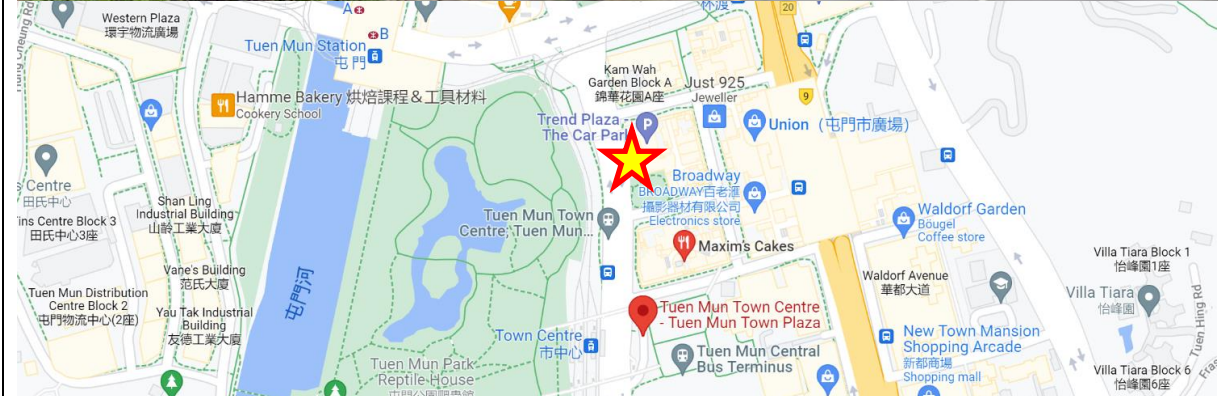 Western Plaza
環宇物流廣場
A
B
Tuen Mun Station
屯門
Hamme Bakery 烘焙課程＆工具材料
Cookery School
田氏中心
Tins Centre Block 3
田氏中心3座
Shan Ling
Industrial Building
山齡工業大廈
Vane's Building
范氏大廈
Tuen Mun Distribution
Centre Block 2
屯門物流中心(2座)
Yau Tak Industrial
Building
友德工業大廈
屯門河
Kam Wah
Garden Block A
錦華花園A座
Just 925
Jeweller
20
9
Trend Plaza,
The Car Park
P
Union（屯門市廣場）
Broadway
BROADWAY百老滙
攝影器材有限公司
Electronics store
Tuen Mun Town
Centre, Tuen Mun...
Maxim's Cakes
Waldorf Garden
Bougel
Coffee store
Waldorf Avenue
華都大道
Villa Tiara Block 1
怡峰園1座
Villa Tiara
怡峰園
Tuen Hing Rd
Tuen Mun Town Centre
- Tuen Mun Town Plaza
Town Centre
市中心
Tuen Mun Central
Bus Terminus
New Town Mansion
Shopping Arcade
新都商場
Shopping mall
Villa Tiara Block 6
怡峰園6座
Tuen Mun Park
Reptile House